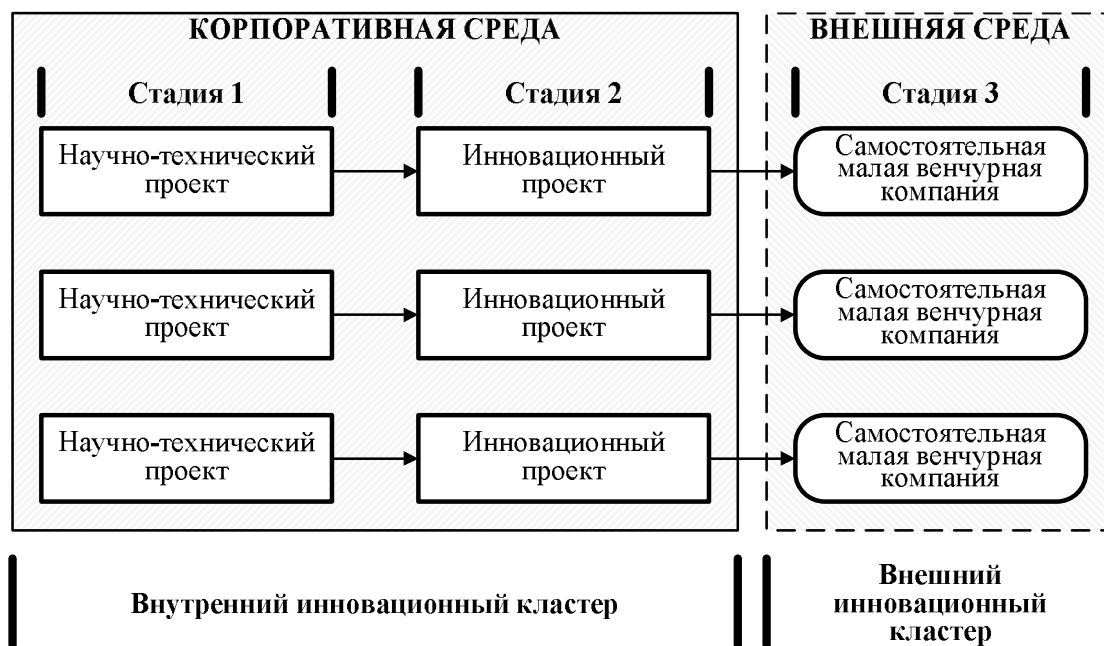 КОРПОРАТИВНАЯ СРЕДА
ВНЕШНЯЯ СРЕДА
Стадия 1
Стадия 2
Стадия 3
Научно-технический
проект
Инновационный
проект
Самостоятельная
малая венчурная
компания
Научно-технический
проект
Инновационный
проект
Самостоятельная
малая венчурная
компания
Научно-технический
проект
Инновационный
проект
Самостоятельная
малая венчурная
компания
Внутренний инновационный кластер
Внешний
инновационный
кластер